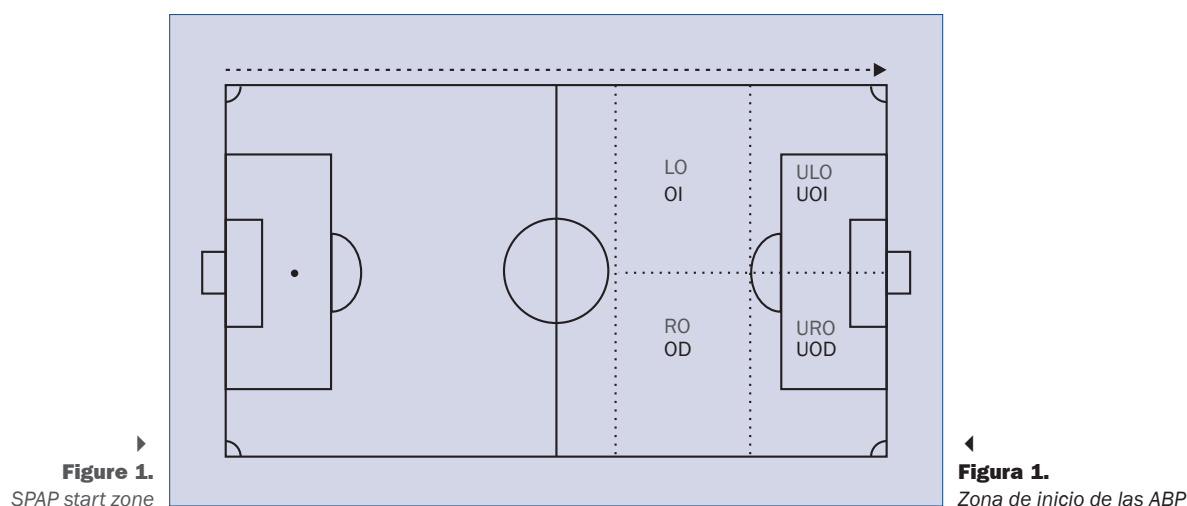 LO
OI
ULO
UOI
RO
OD
URO
UOD
Figure 1.
SPAP start zone
Figura 1.
Zona de inicio de las ABP